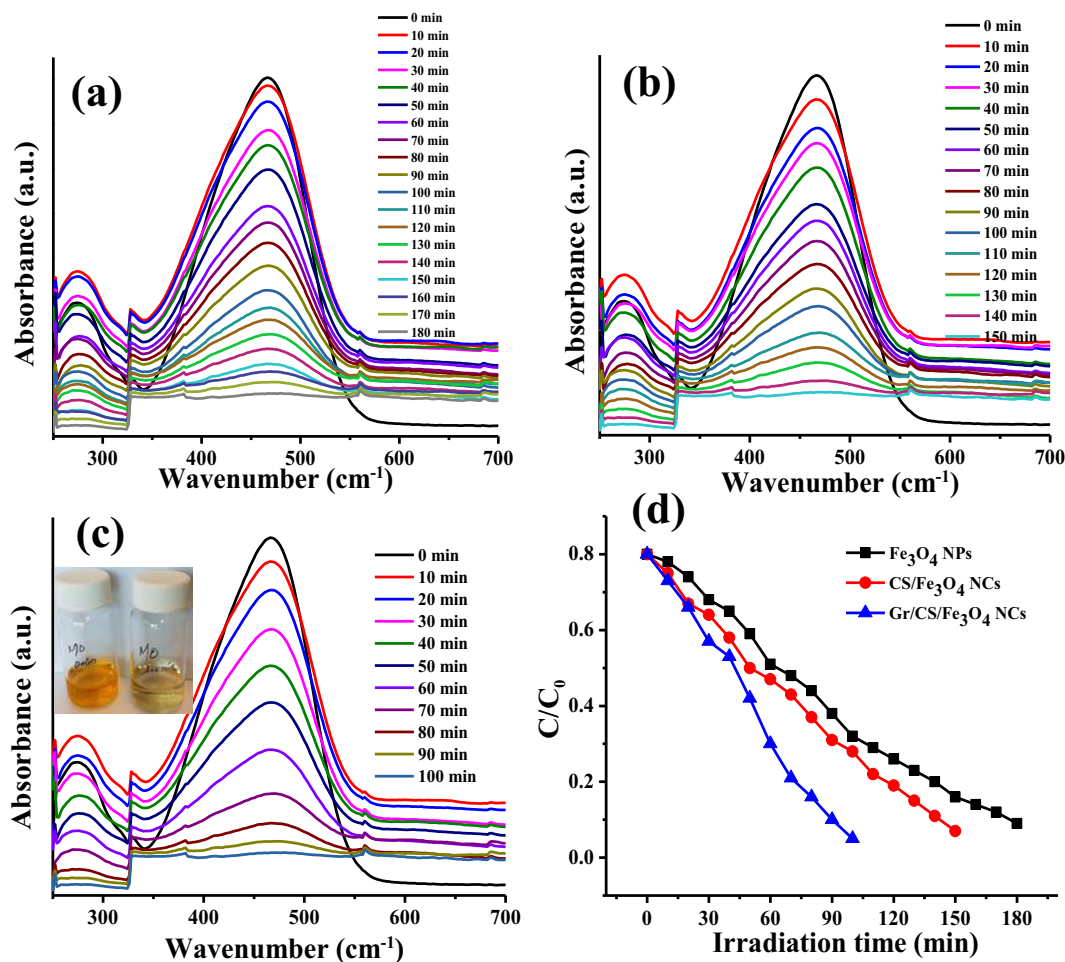 (a)
0 min
10 min
20 min
30 min
40 min
50 min
60 min
70 min
80 min
90 min
100 min
110 min
120 min
130 min
140 min
150 min
160 min
170 min
180 min
Absorbance (a.u.)
300 400 500 600 700
Wavenumber (cm⁻¹)
(b)
0 min
10 min
20 min
30 min
40 min
50 min
60 min
70 min
80 min
90 min
100 min
110 min
120 min
130 min
140 min
150 min
Absorbance (a.u.)
300 400 500 600 700
Wavenumber (cm⁻¹)
(c)
MO
MO
0 min
10 min
20 min
30 min
40 min
50 min
60 min
70 min
80 min
90 min
100 min
Absorbance (a.u.)
300 400 500 600 700
Wavenumber (cm⁻¹)
(d)
Fe₃O₄ NPs
CS/Fe₃O₄ NCs
Gr/CS/Fe₃O₄ NCs
C/C₀
0.8
0.6
0.4
0.2
0.0
0 30 60 90 120 150 180
Irradiation time (min)